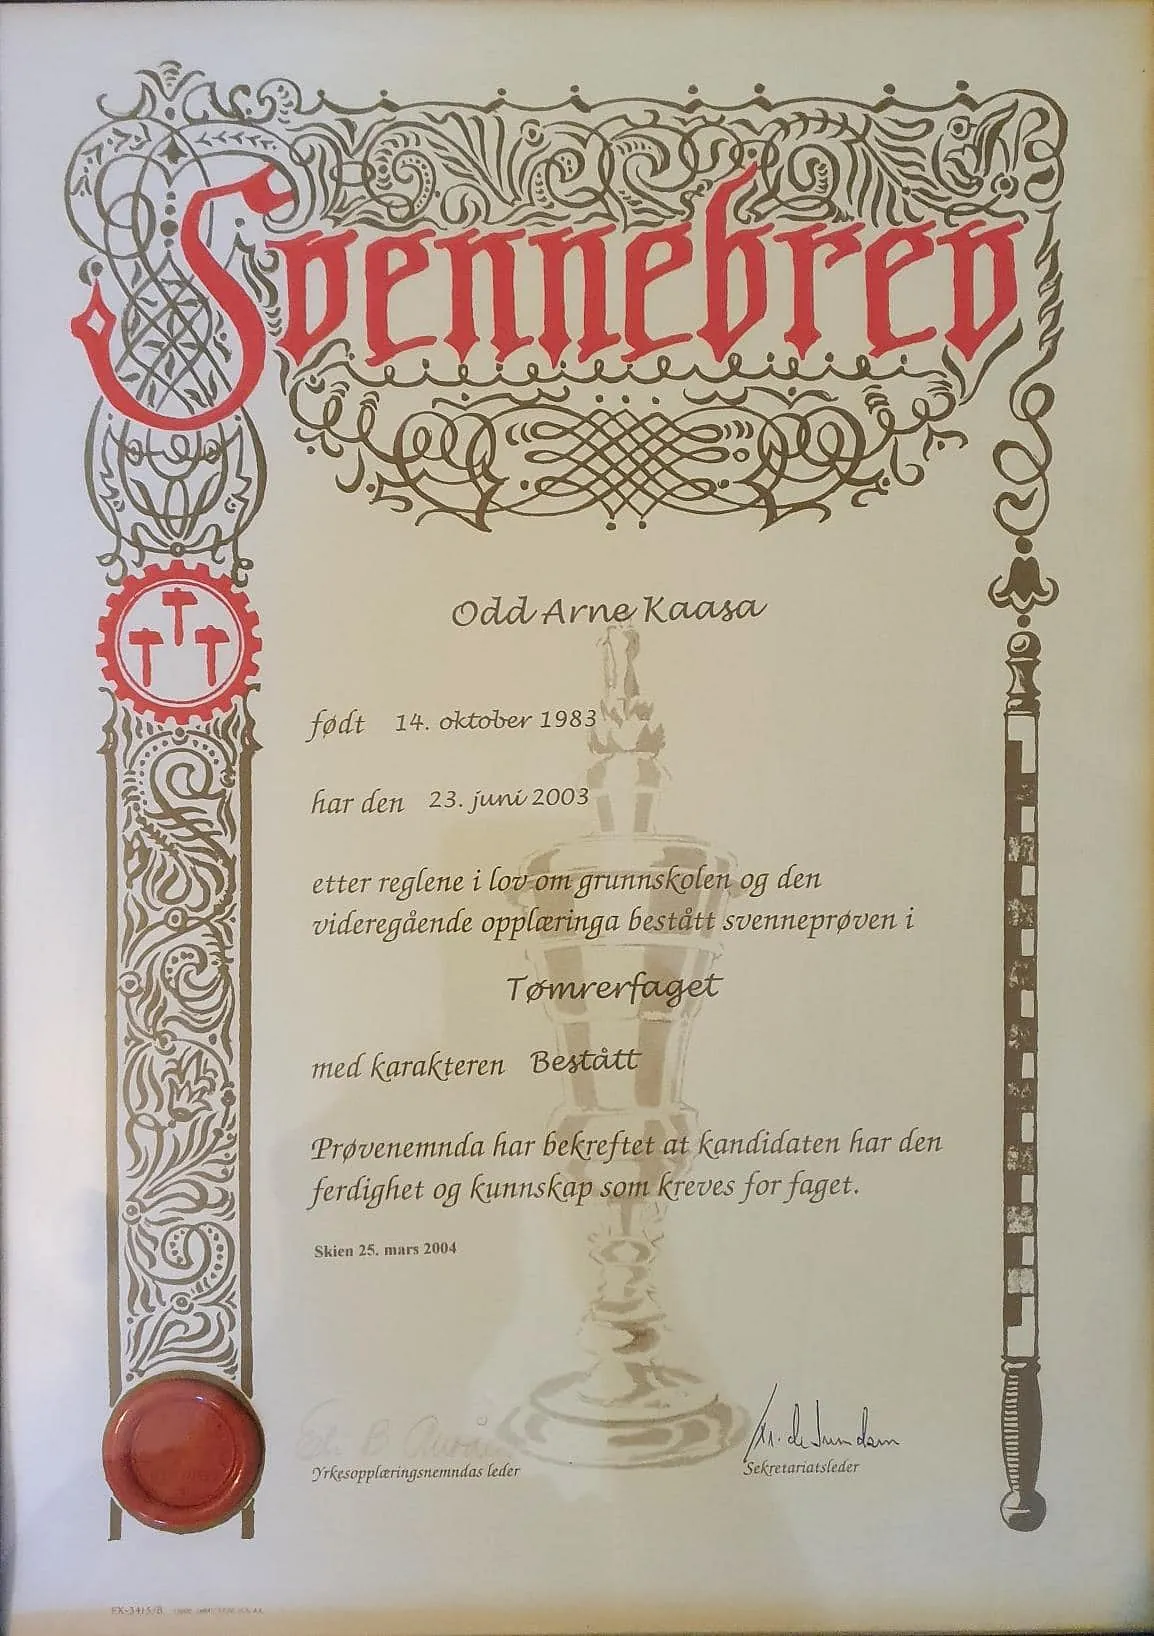 Svennebrev
Odd Arne Kaasa
født 14. oktober 1983
har den 23. juni 2003
etter reglene i lov om grunnskolen og den
videregående opplæringa bestått svenneprøven i
Tømrerfaget
med karakteren Bestått
Prøvenemnda har bekreftet at kandidaten har den
ferdighet og kunnskap som kreves for faget.
Skien 25. mars 2004
Yrkesopplæringsnemndas leder
Sekretariatsleder